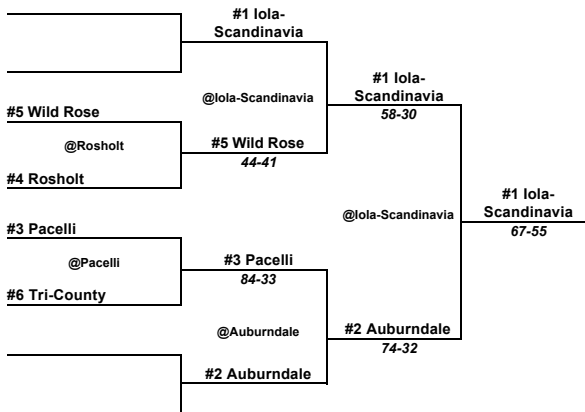 #1 Iola-
Scandinavia
#1 Iola-
Scandinavia
58-30
@Iola-Scandinavia
#5 Wild Rose
@Rosholt
#5 Wild Rose
44-41
#4 Rosholt
#1 Iola-
Scandinavia
67-55
@Iola-Scandinavia
#3 Pacelli
@Pacelli
#3 Pacelli
84-33
#6 Tri-County
@Auburndale
#2 Auburndale
74-32
#2 Auburndale